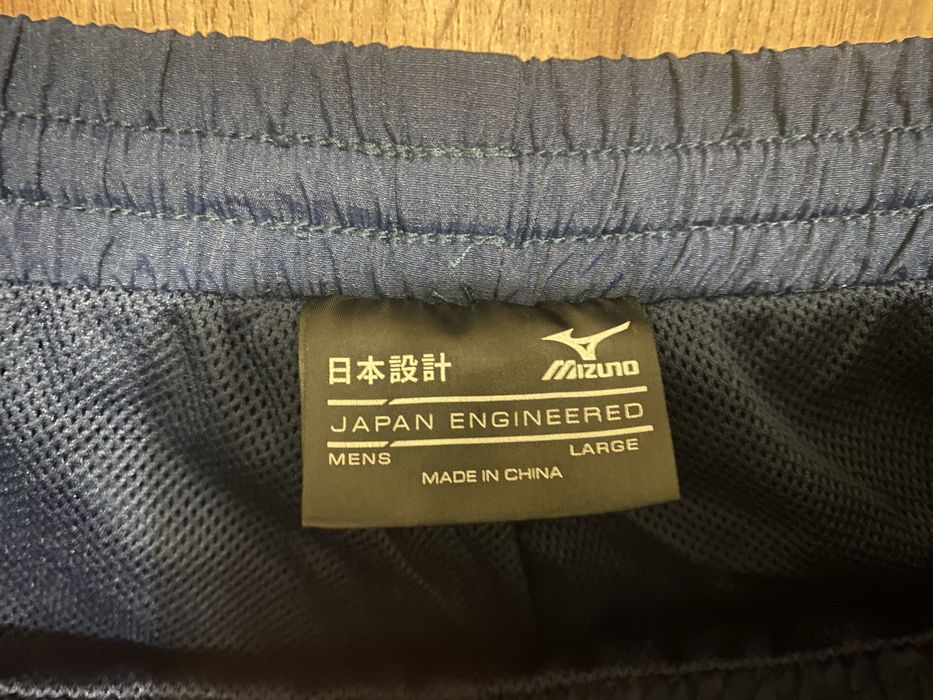 日本設計
MIZUNO
JAPAN ENGINEERED
MENS
LARGE
MADE IN CHINA